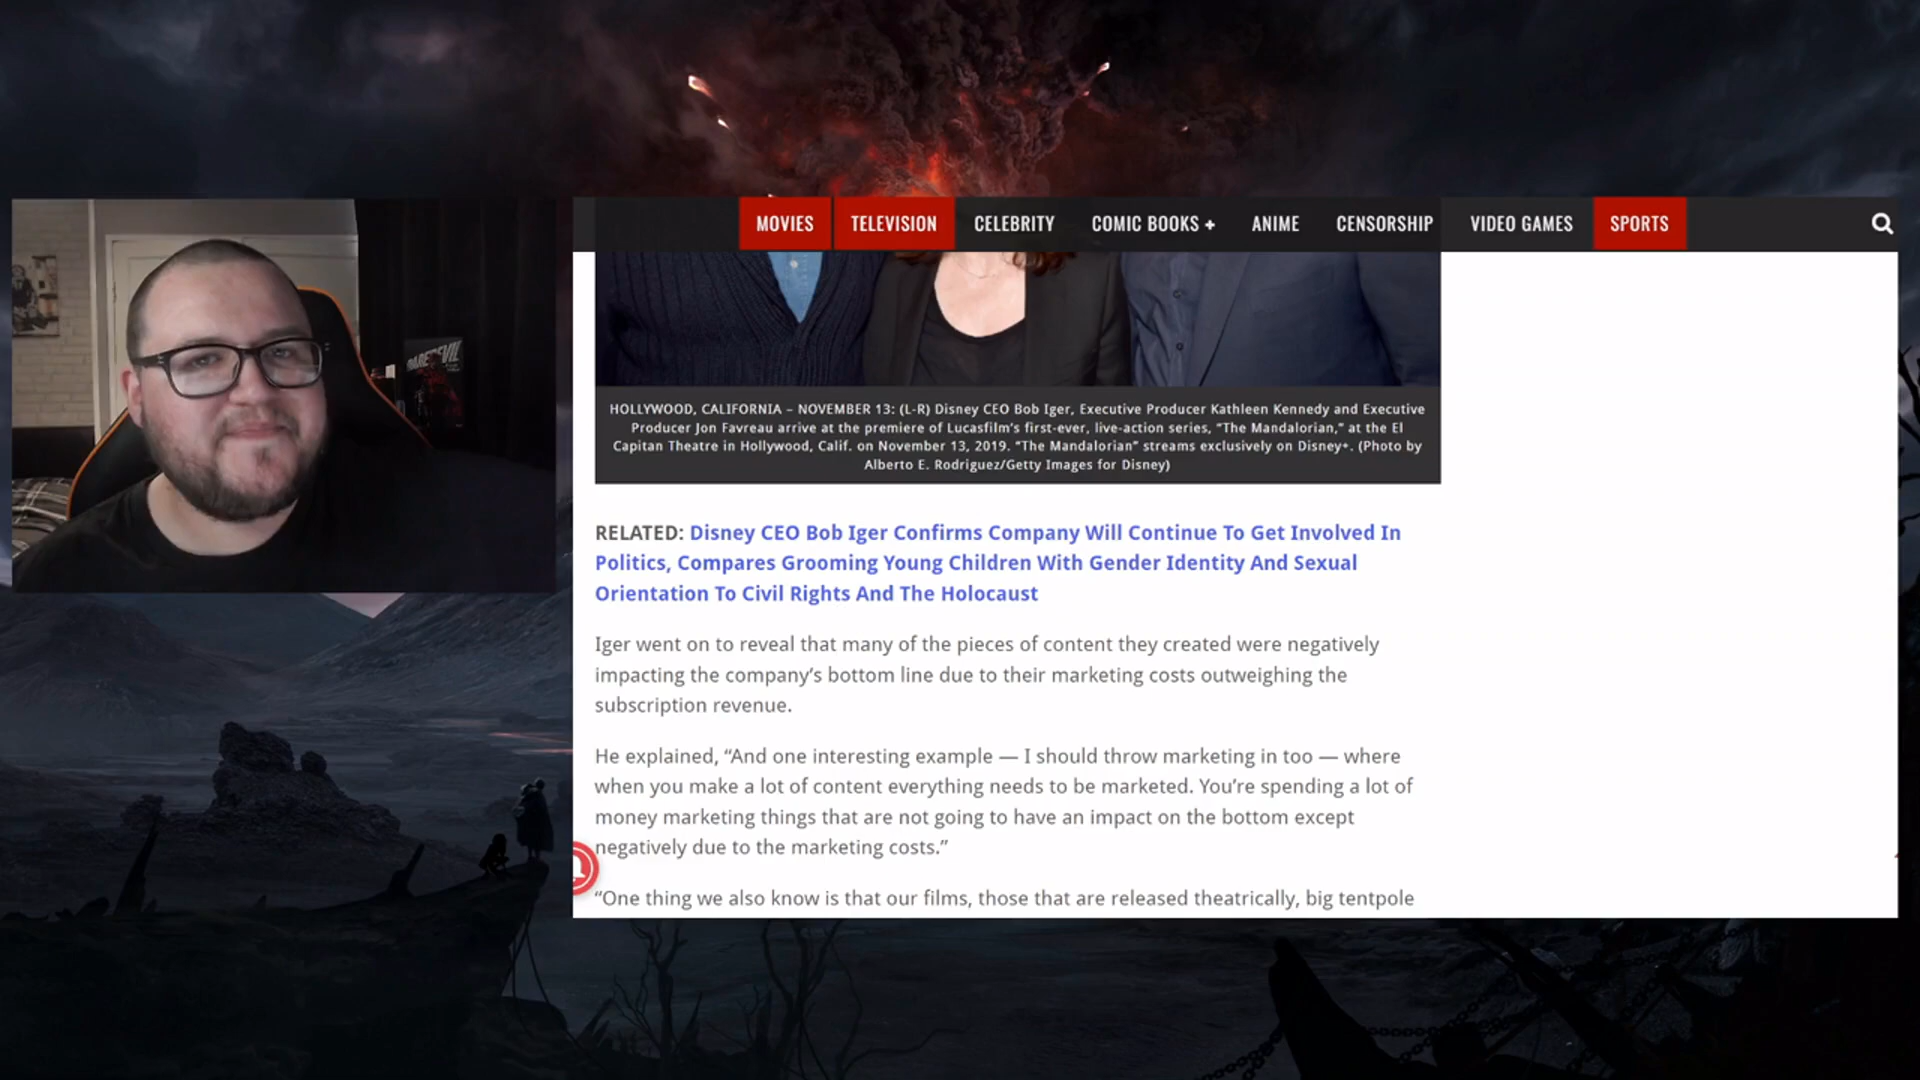 MOVIES TELEVISION CELEBRITY COMIC BOOKS + ANIME CENSORSHIP VIDEO GAMES SPORTS
DAREDEVIL
HOLLYWOOD, CALIFORNIA – NOVEMBER 13: (L-R) Disney CEO Bob Iger, Executive Producer Kathleen Kennedy and Executive
Producer Jon Favreau arrive at the premiere of Lucasfilm's first-ever, live-action series, "The Mandalorian," at the El
Capitan Theatre in Hollywood, Calif. on November 13, 2019. "The Mandalorian" streams exclusively on Disney+. (Photo by
Alberto E. Rodriguez/Getty Images for Disney)
RELATED: Disney CEO Bob Iger Confirms Company Will Continue To Get Involved In
Politics, Compares Grooming Young Children With Gender Identity And Sexual
Orientation To Civil Rights And The Holocaust
Iger went on to reveal that many of the pieces of content they created were negatively
impacting the company's bottom line due to their marketing costs outweighing the
subscription revenue.
He explained, “And one interesting example — I should throw marketing in too — where
when you make a lot of content everything needs to be marketed. You're spending a lot of
money marketing things that are not going to have an impact on the bottom except
negatively due to the marketing costs.”
“One thing we also know is that our films, those that are released theatrically, big tentpole